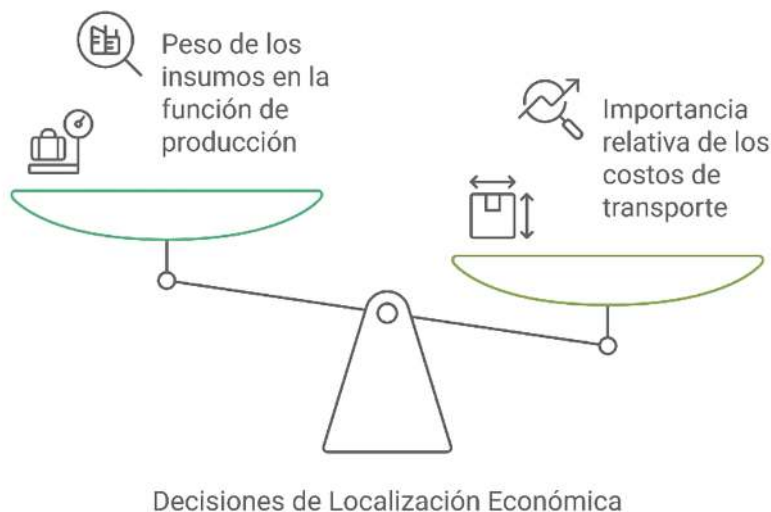 Peso de los
insumos en la
función de
producción
Importancia
relativa de los
costos de
transporte
Decisiones de Localización Económica